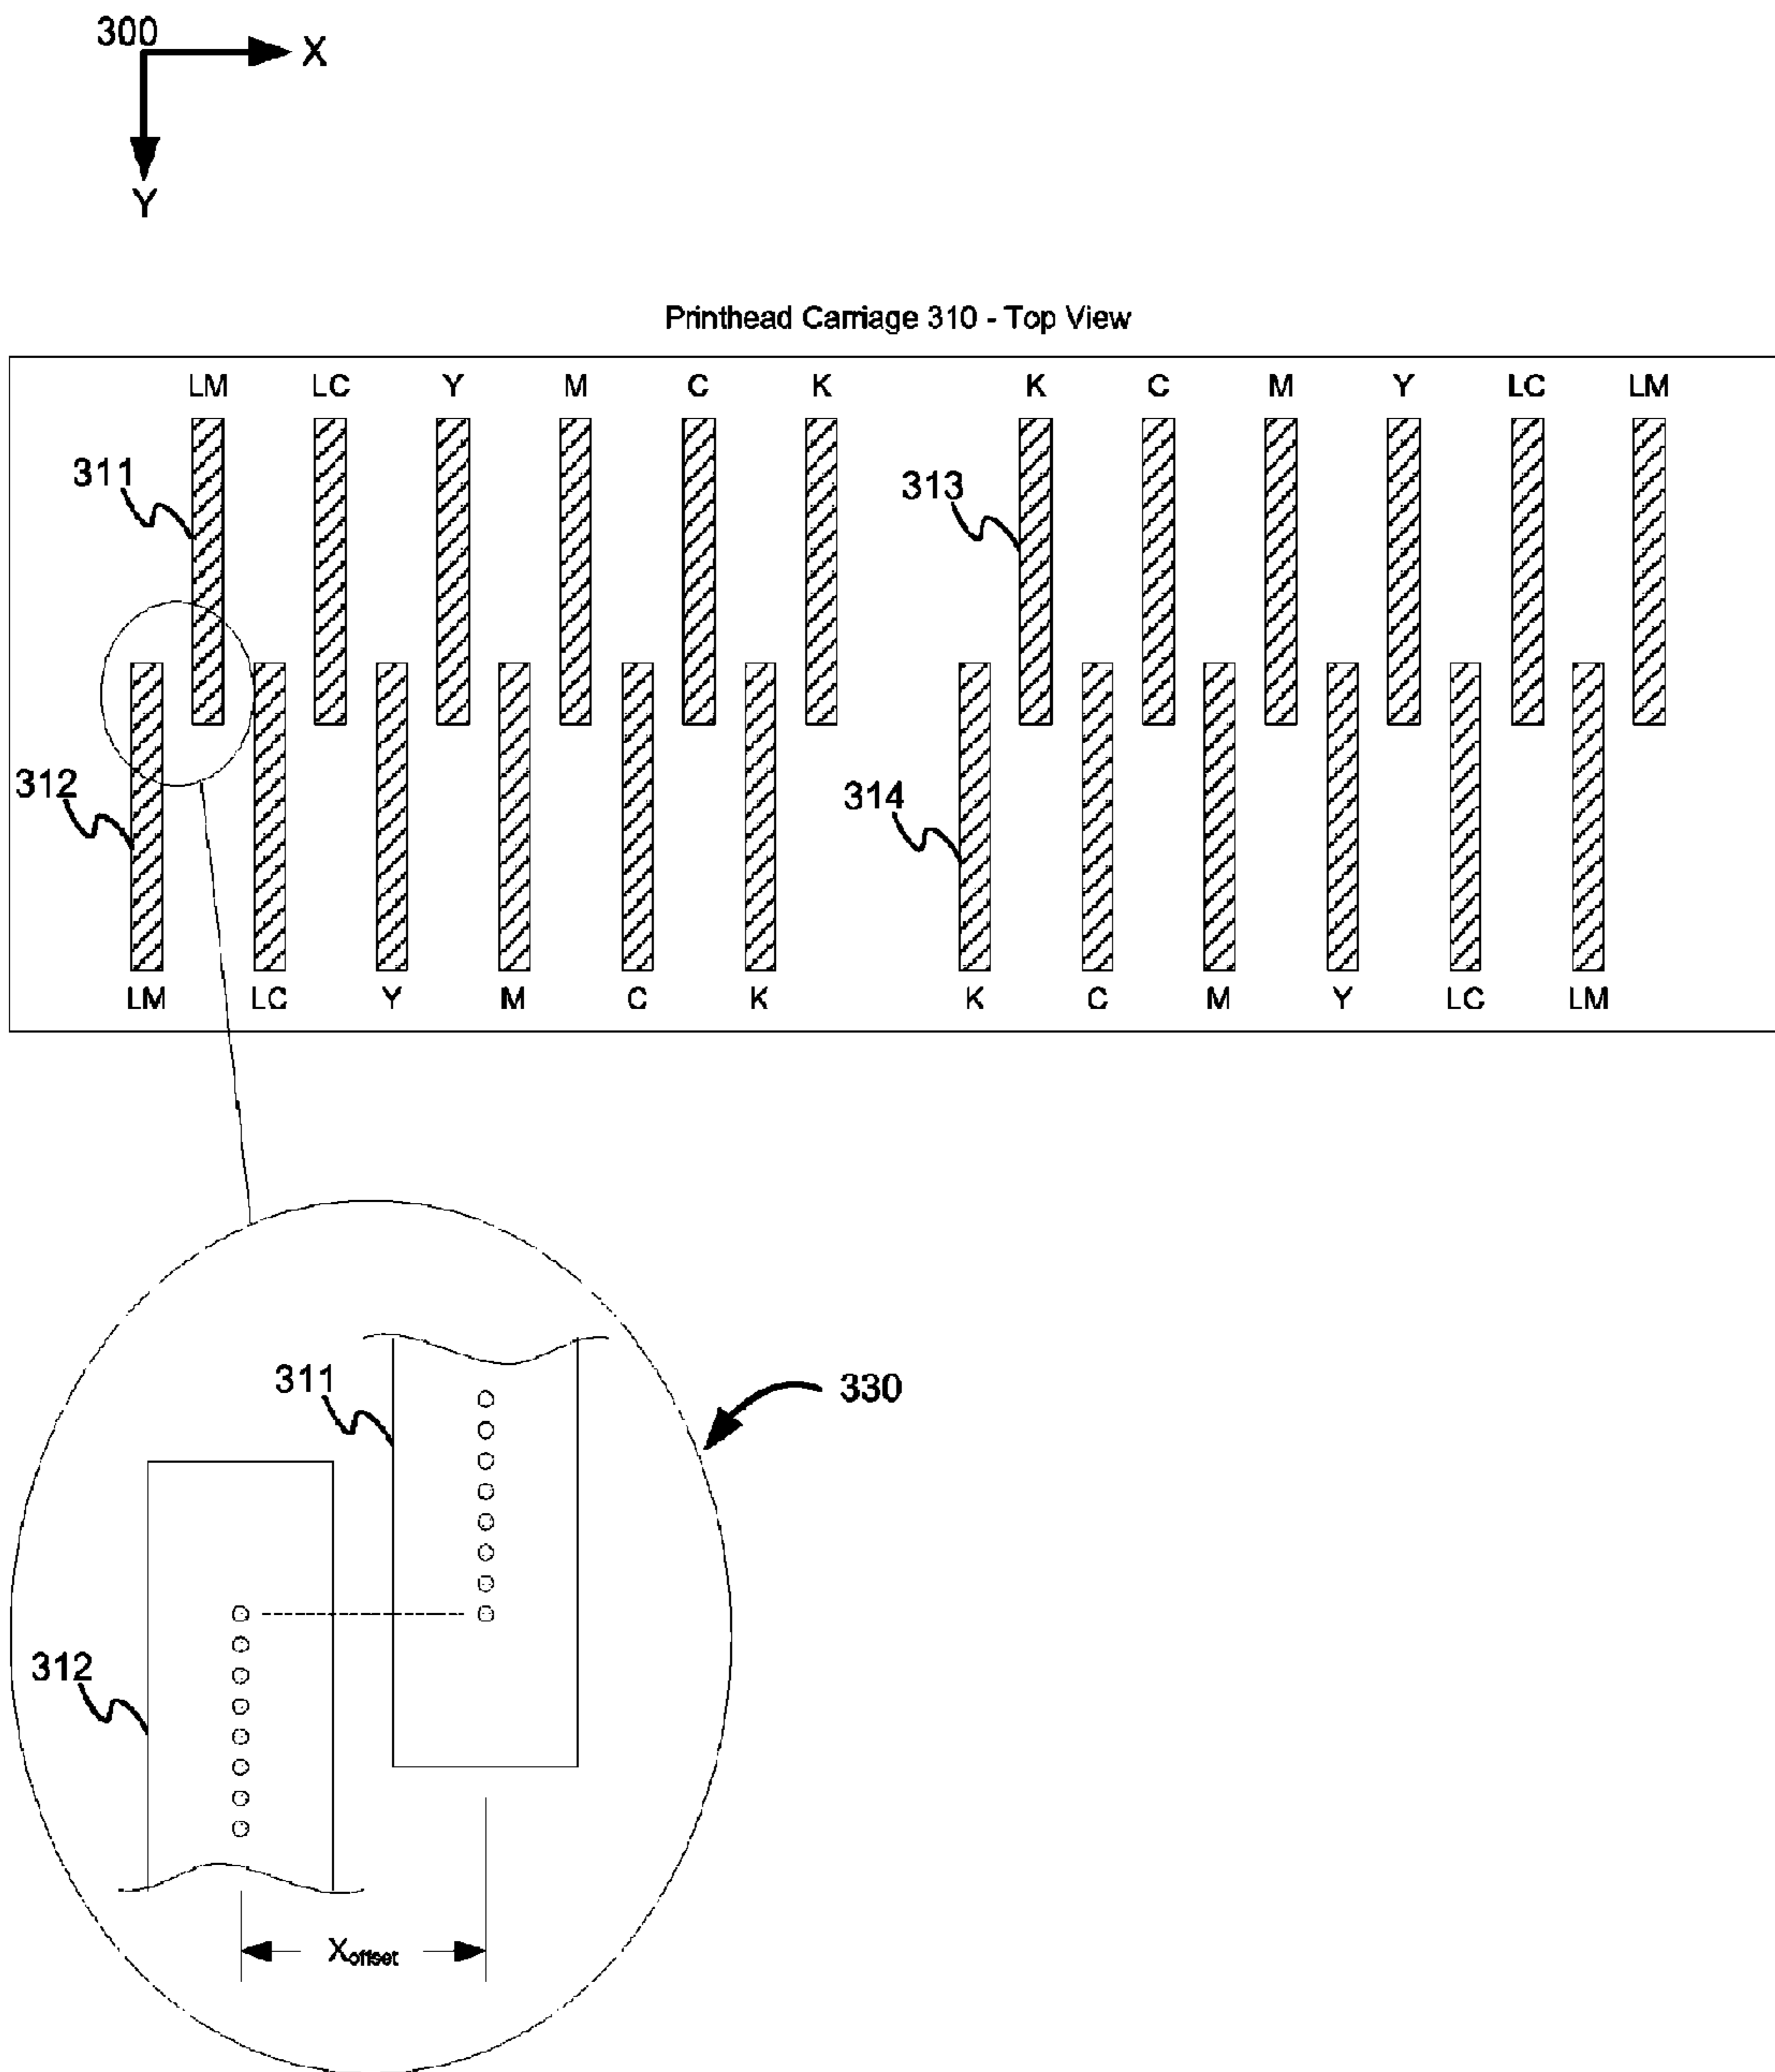 300
X
Y
Printhead Carriage 310 - Top View
LM LC Y M C K K C M Y LC LM
311
313
312
314
LM LC Y M C K K C M Y LC LM
311
330
312
Xoffset